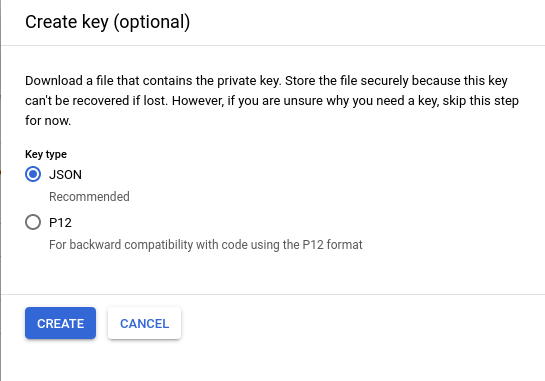 Create key (optional)
Download a file that contains the private key. Store the file securely because this key
can't be recovered if lost. However, if you are unsure why you need a key, skip this step
for now.
Key type
JSON
Recommended
P12
For backward compatibility with code using the P12 format
CREATE CANCEL